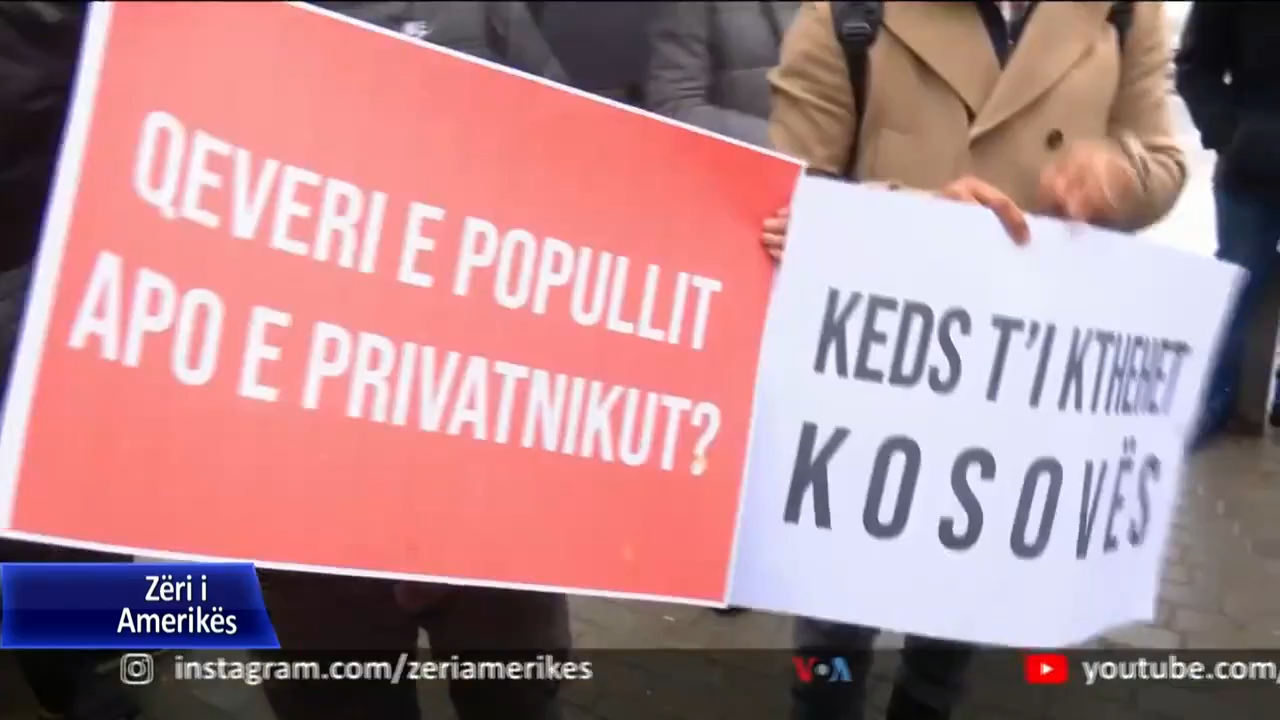 QEVERI E POPULLIT
APO E PRIVATNIKUT?
KEDS T'I KTHEHET
KOSOVËS
Zëri i
Amerikës
instagram.com/zeriamerikes
VOA
youtube.com/